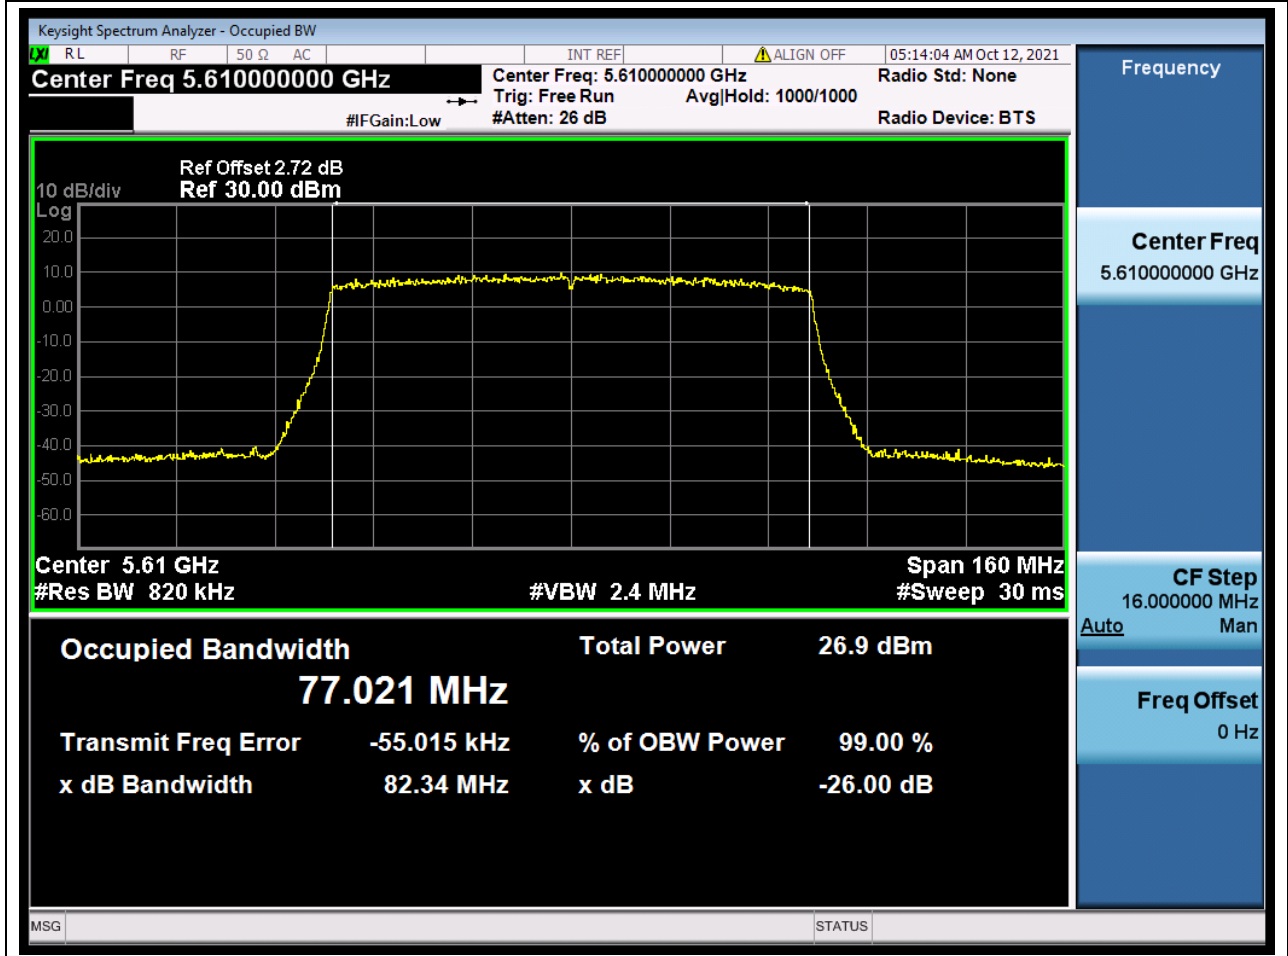 Keysight Spectrum Analyzer - Occupied BW
LXI RL RF 50 Ω AC INT REF ALIGN OFF 05:14:04 AM Oct 12, 2021
Center Freq 5.610000000 GHz
Center Freq: 5.610000000 GHz
Radio Std: None
Trig: Free Run Avg|Hold: 1000/1000
#IFGain:Low
#Atten: 26 dB
Radio Device: BTS
Ref Offset 2.72 dB
10 dB/div Ref 30.00 dBm
Log
20.0
10.0
0.00
-10.0
-20.0
-30.0
-40.0
-50.0
-60.0
Center 5.61 GHz Span 160 MHz
#Res BW 820 kHz #VBW 2.4 MHz #Sweep 30 ms
Occupied Bandwidth Total Power 26.9 dBm
77.021 MHz
Transmit Freq Error -55.015 kHz % of OBW Power 99.00 %
x dB Bandwidth 82.34 MHz x dB -26.00 dB
MSG STATUS
Frequency
Center Freq
5.610000000 GHz
CF Step
16.000000 MHz
Auto Man
Freq Offset
0 Hz